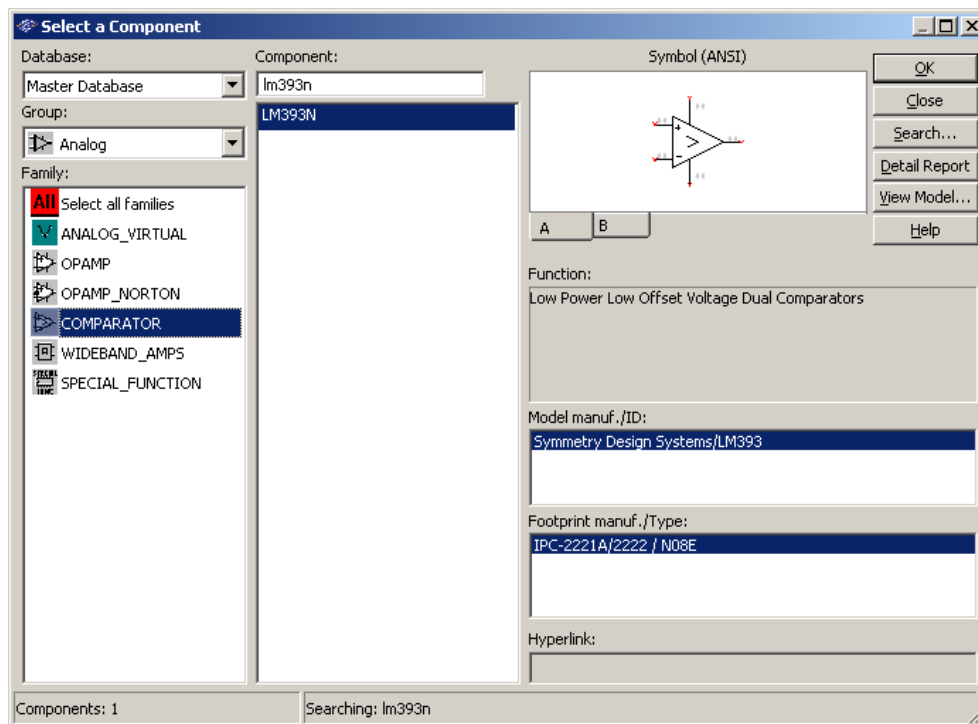 Select a Component
Database:
Master Database
Group:
Analog
Family:
All Select all families
ANALOG_VIRTUAL
OPAMP
OPAMP_NORTON
COMPARATOR
WIDEBAND_AMPS
SPECIAL_FUNCTION
Component:
lm393n
LM393N
Symbol (ANSI)
A
B
Function:
Low Power Low Offset Voltage Dual Comparators
Model manuf./ID:
Symmetry Design Systems/LM393
Footprint manuf./Type:
IPC-2221A/2222 / N08E
Hyperlink:
OK
Close
Search...
Detail Report
View Model...
Help
Components: 1
Searching: lm393n